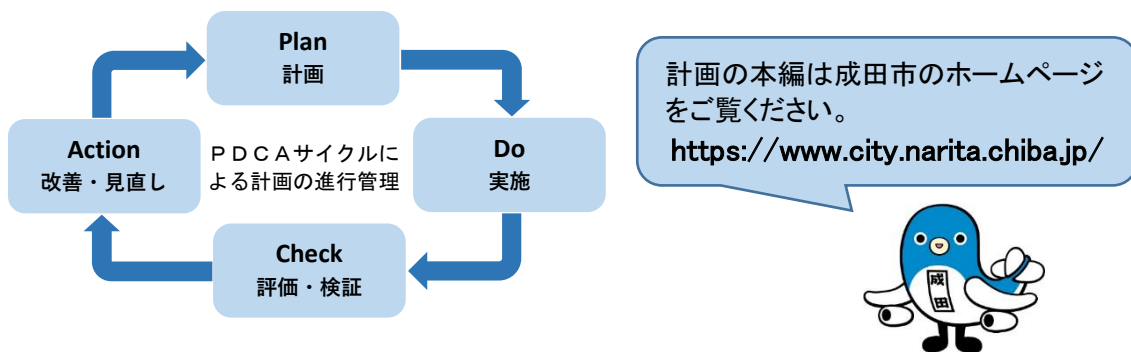 Plan
計画
Do
実施
Check
評価・検証
Action
改善・見直し
PDCAサイクルに
よる計画の進行管理
計画の本編は成田市のホームページ
をご覧ください。
https://www.city.narita.chiba.jp/
成
田